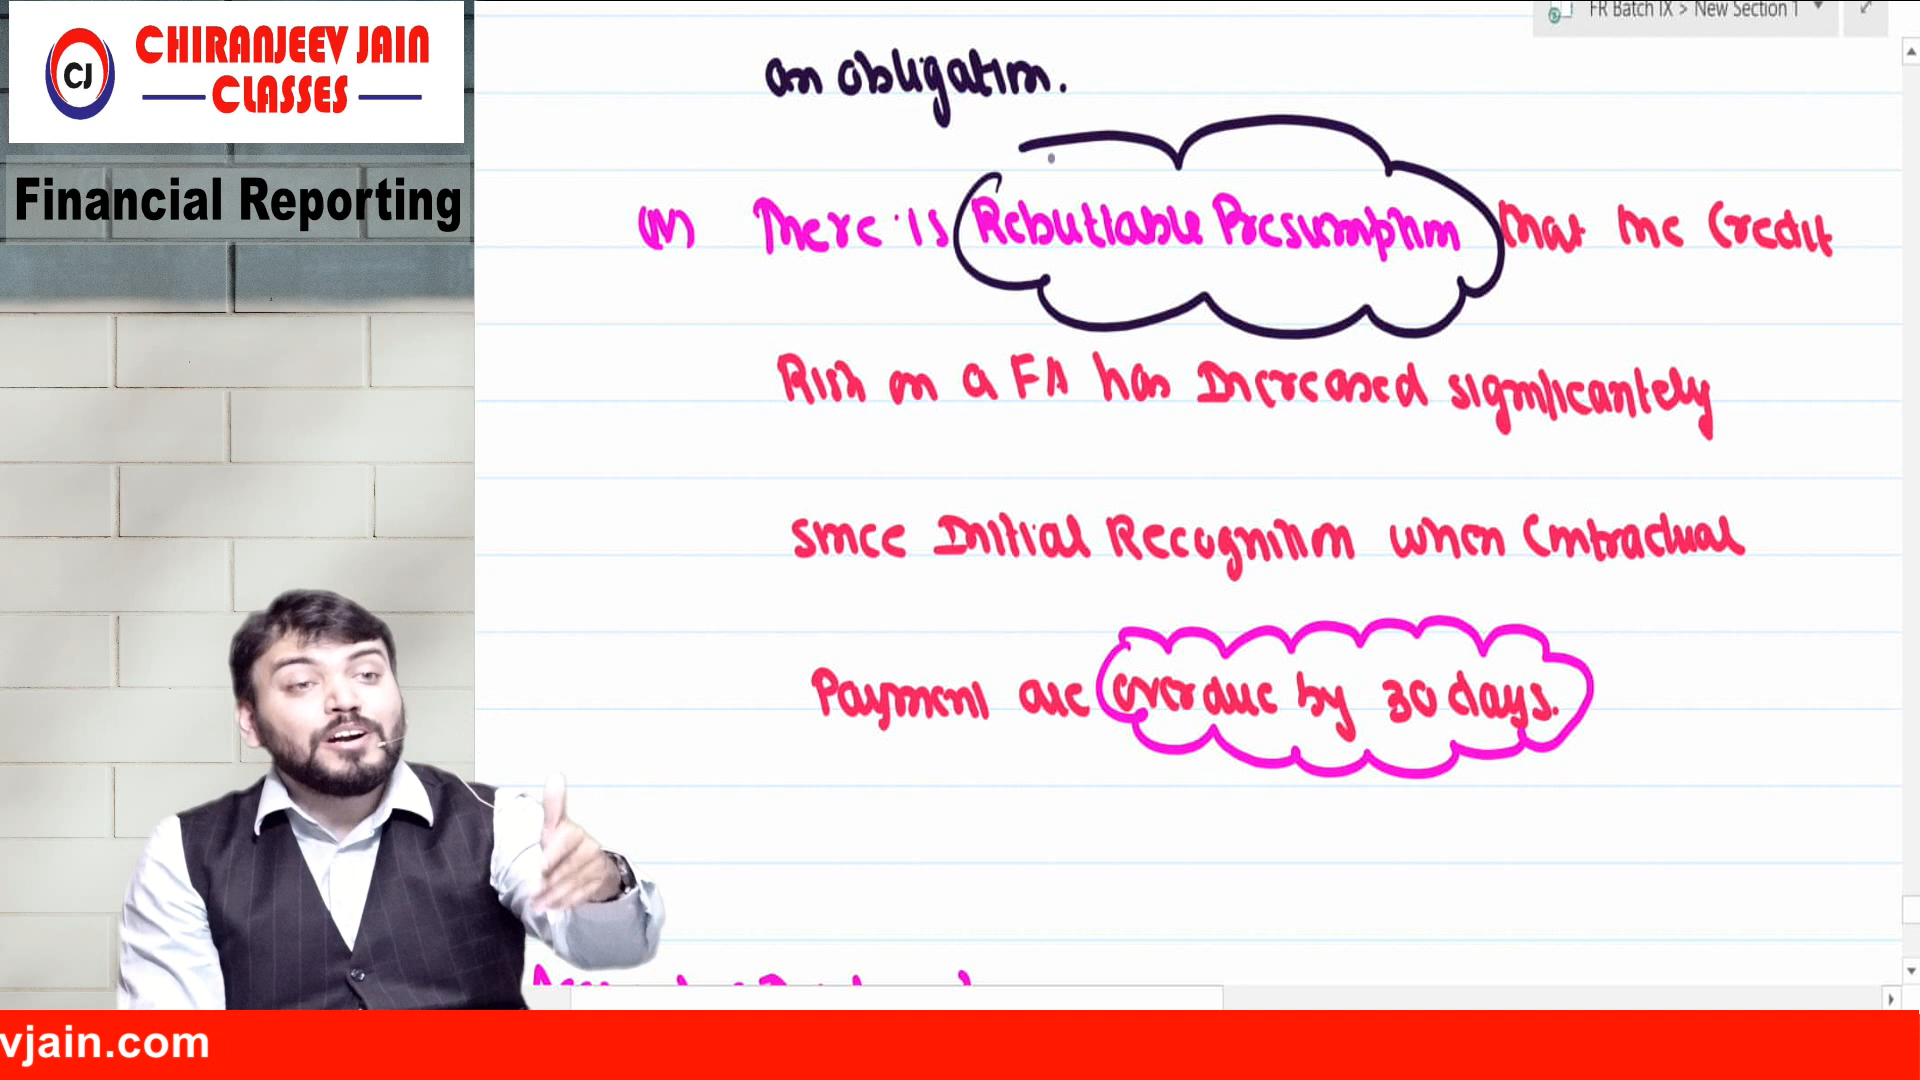 CHIRANJEEV JAIN
CJ
CLASSES
Financial Reporting
FR Batch IX > New Section 1
an obligation.
(iv) There is Rebuttable Presumption that the Credit
Risk on a FA has Increased significantely
since Initial Recognition when Contractual
Payment are overdue by 30 days.
vjain.com